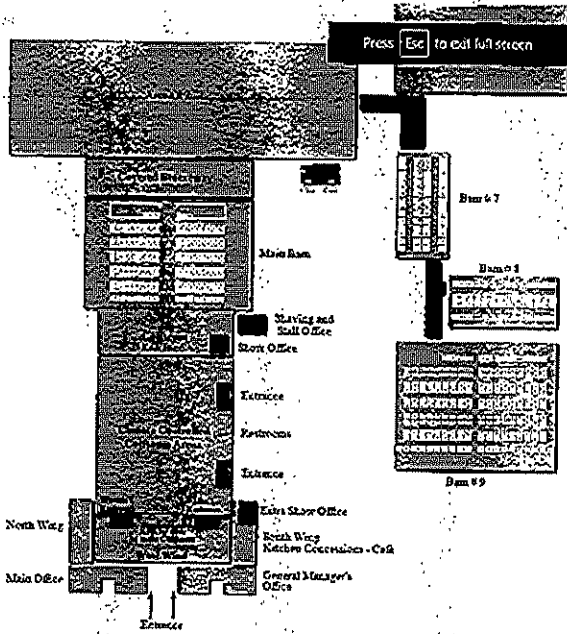 Press Esc to exit full screen
Barn # 7
Main Barn
Barn # 8
Shaving and
Stall Office
Show Office
Entrance
Restrooms
Entrance
Barn # 9
Extra Show Office
North Wing
South Wing
Kitchen Concessions - Café
Main Office
General Manager's
Office
Entrance